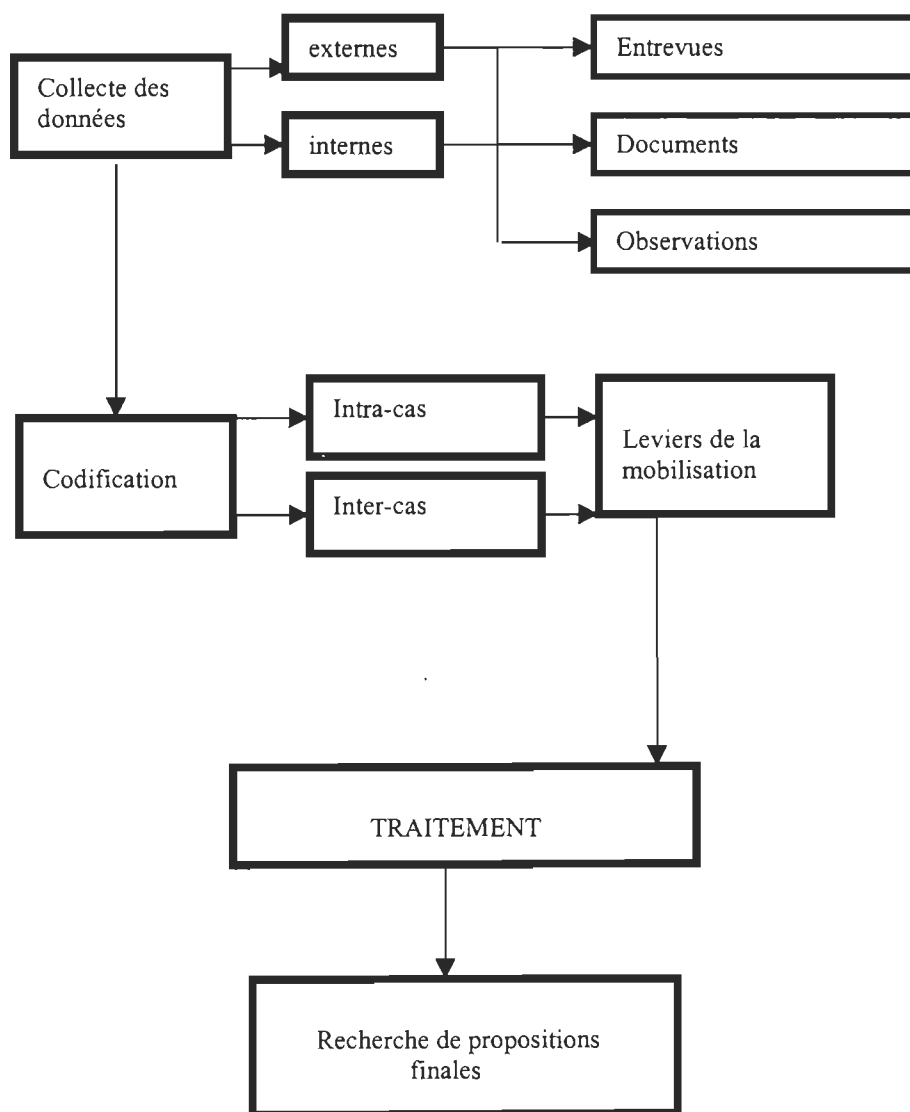 externes
Entrevues
Collecte des
données
internes
Documents
Observations
Intra-cas
Leviers de la
mobilisation
Codification
Inter-cas
TRAITEMENT
Recherche de propositions
finales